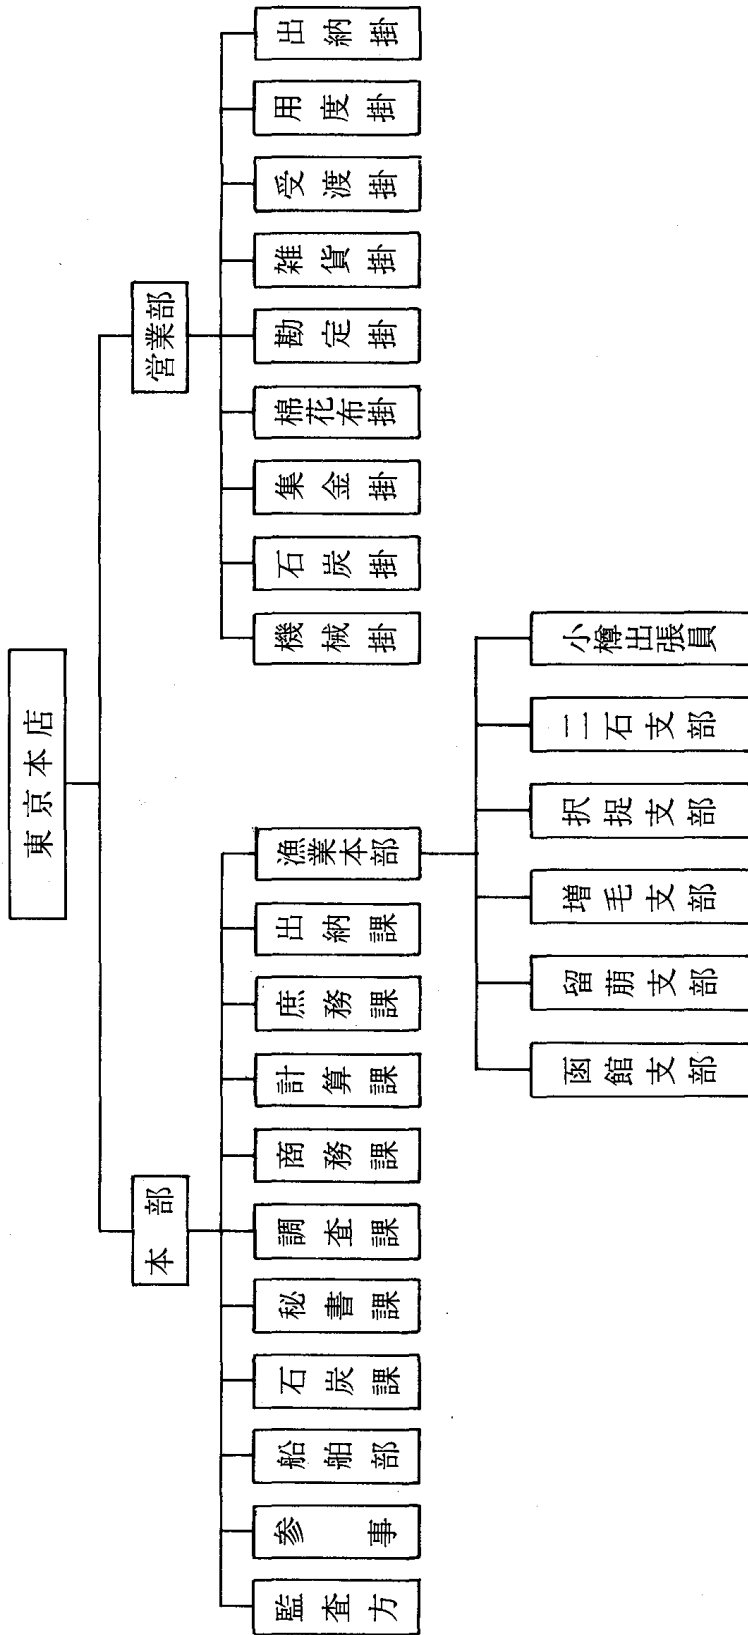 東京本店
本部
営業部
監査方
参事
船舶部
石炭課
秘書課
調査課
商務課
計算課
庶務課
出納課
漁業本部
機械掛
石炭掛
集金掛
棉花布掛
勘定掛
雑貨掛
受渡掛
用度掛
出納掛
函館支部
留萠支部
増毛支部
択捉支部
二石支部
小樽出張員